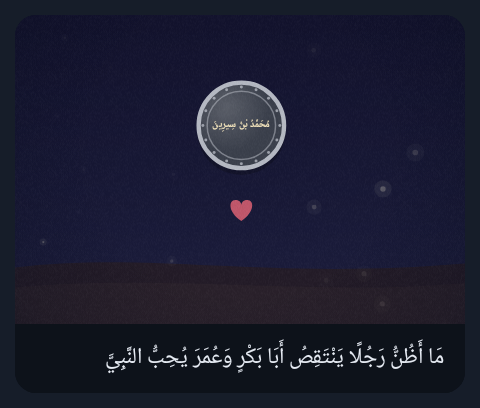 مُحَمَّدُ بْنُ سِيرِينَ
مَا أَظُنُّ رَجُلًا يَنْتَقِصُ أَبَا بَكْرٍ وَعُمَرَ يُحِبُّ النَّبِيَّ